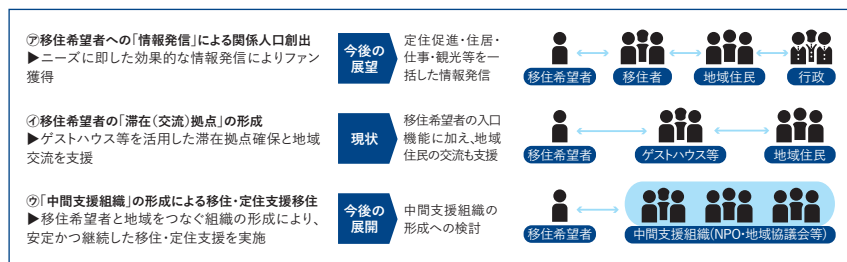 ㋐移住希望者への「情報発信」による関係人口創出
▶ニーズに即した効果的な情報発信によりファン
獲得
今後の
展望
定住促進・住居・
仕事・観光等を一
括した情報発信
移住希望者
移住者
地域住民
行政
㋑移住希望者の「滞在(交流)拠点」の形成
▶ゲストハウス等を活用した滞在拠点確保と地域
交流を支援
現状
移住希望者の入口
機能に加え、地域
住民の交流も支援
移住希望者
ゲストハウス等
地域住民
㋒「中間支援組織」の形成による移住・定住支援移住
▶移住希望者と地域をつなぐ組織の形成により、
安定かつ継続した移住・定住支援を実施
今後の
展開
中間支援組織の
形成への検討
移住希望者
中間支援組織(NPO・地域協議会等)